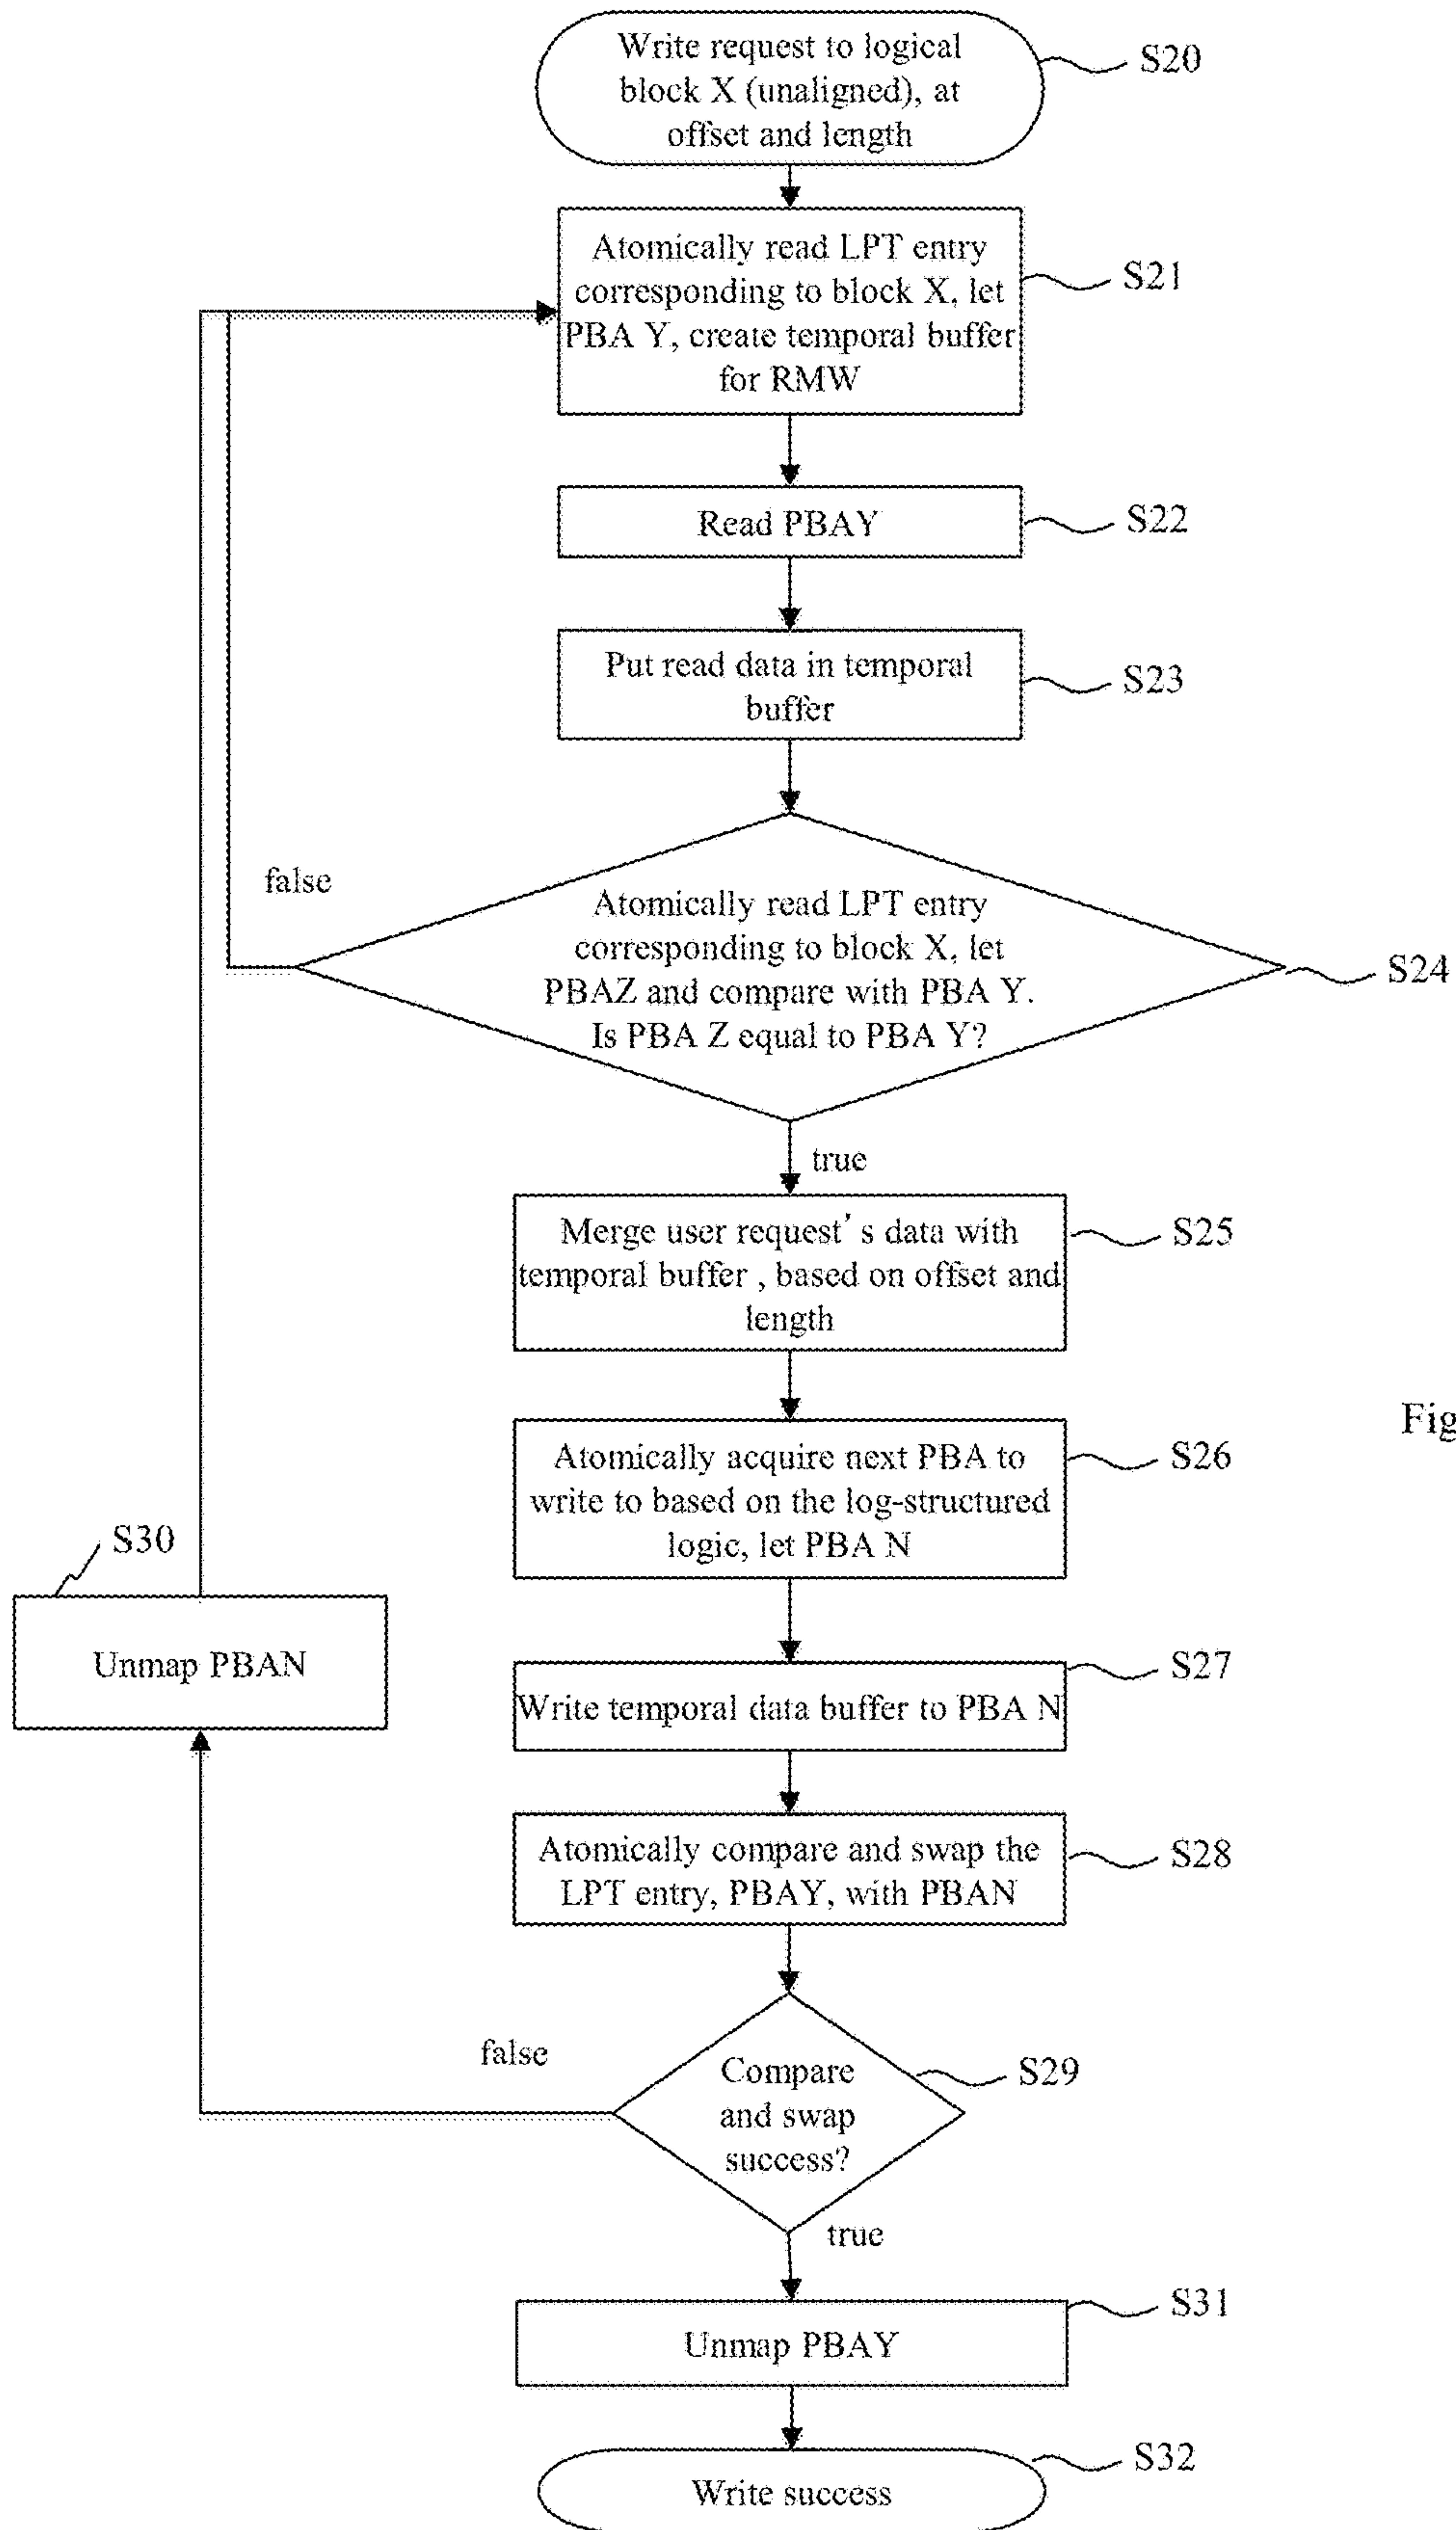 Write request to logical
block X (unaligned), at
offset and length
S20
Atomically read LPT entry
corresponding to block X, let
PBA Y, create temporal buffer
for RMW
S21
Read PBAY
S22
Put read data in temporal
buffer
S23
false
Atomically read LPT entry
corresponding to block X, let
PBAZ and compare with PBA Y.
Is PBA Z equal to PBA Y?
S24
true
Merge user request's data with
temporal buffer , based on offset and
length
S25
Fig
Atomically acquire next PBA to
write to based on the log-structured
logic, let PBA N
S26
S30
Unmap PBAN
Write temporal data buffer to PBA N
S27
Atomically compare and swap the
LPT entry, PBAY, with PBAN
S28
false
Compare
and swap
success?
S29
true
Unmap PBAY
S31
Write success
S32